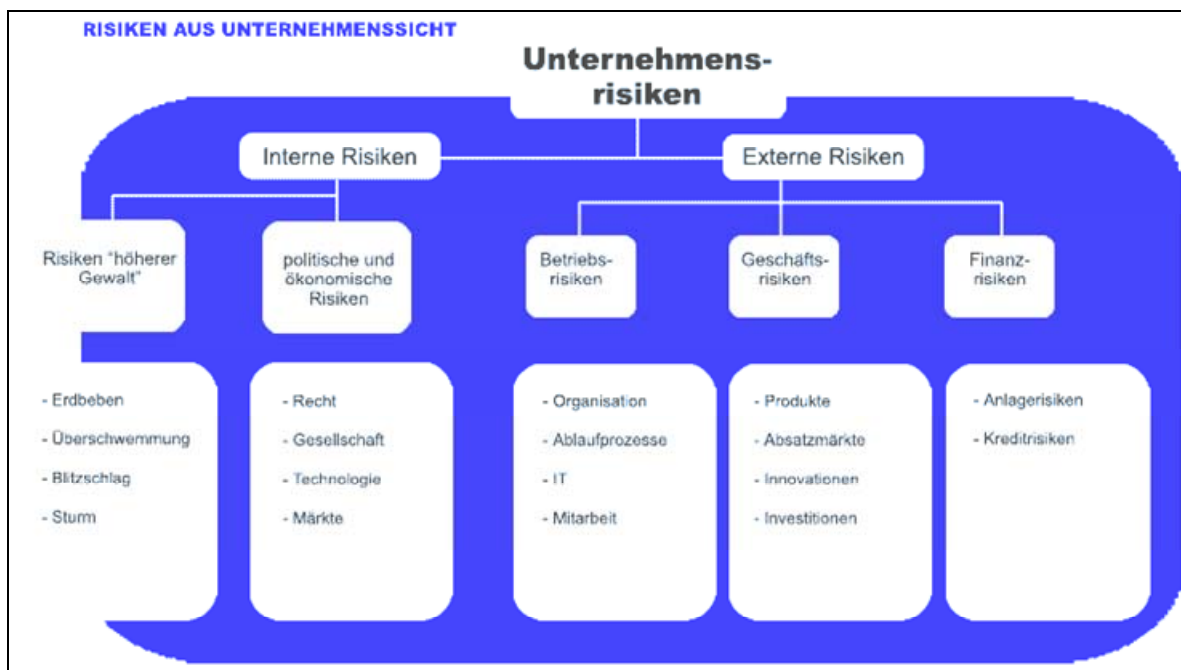 RISIKEN AUS UNTERNEHMENSSICHT
Unternehmens-
risiken
Interne Risiken
Externe Risiken
Risiken "höherer
Gewalt"
politische und
ökonomische
Risiken
Betriebs-
risiken
Geschäfts-
risiken
Finanz-
risiken
- Erdbeben
- Überschwemmung
- Blitzschlag
- Sturm
- Recht
- Gesellschaft
- Technologie
- Märkte
- Organisation
- Ablaufprozesse
- IT
- Mitarbeit
- Produkte
- Absatzmärkte
- Innovationen
- Investitionen
- Anlagerisiken
- Kreditrisiken